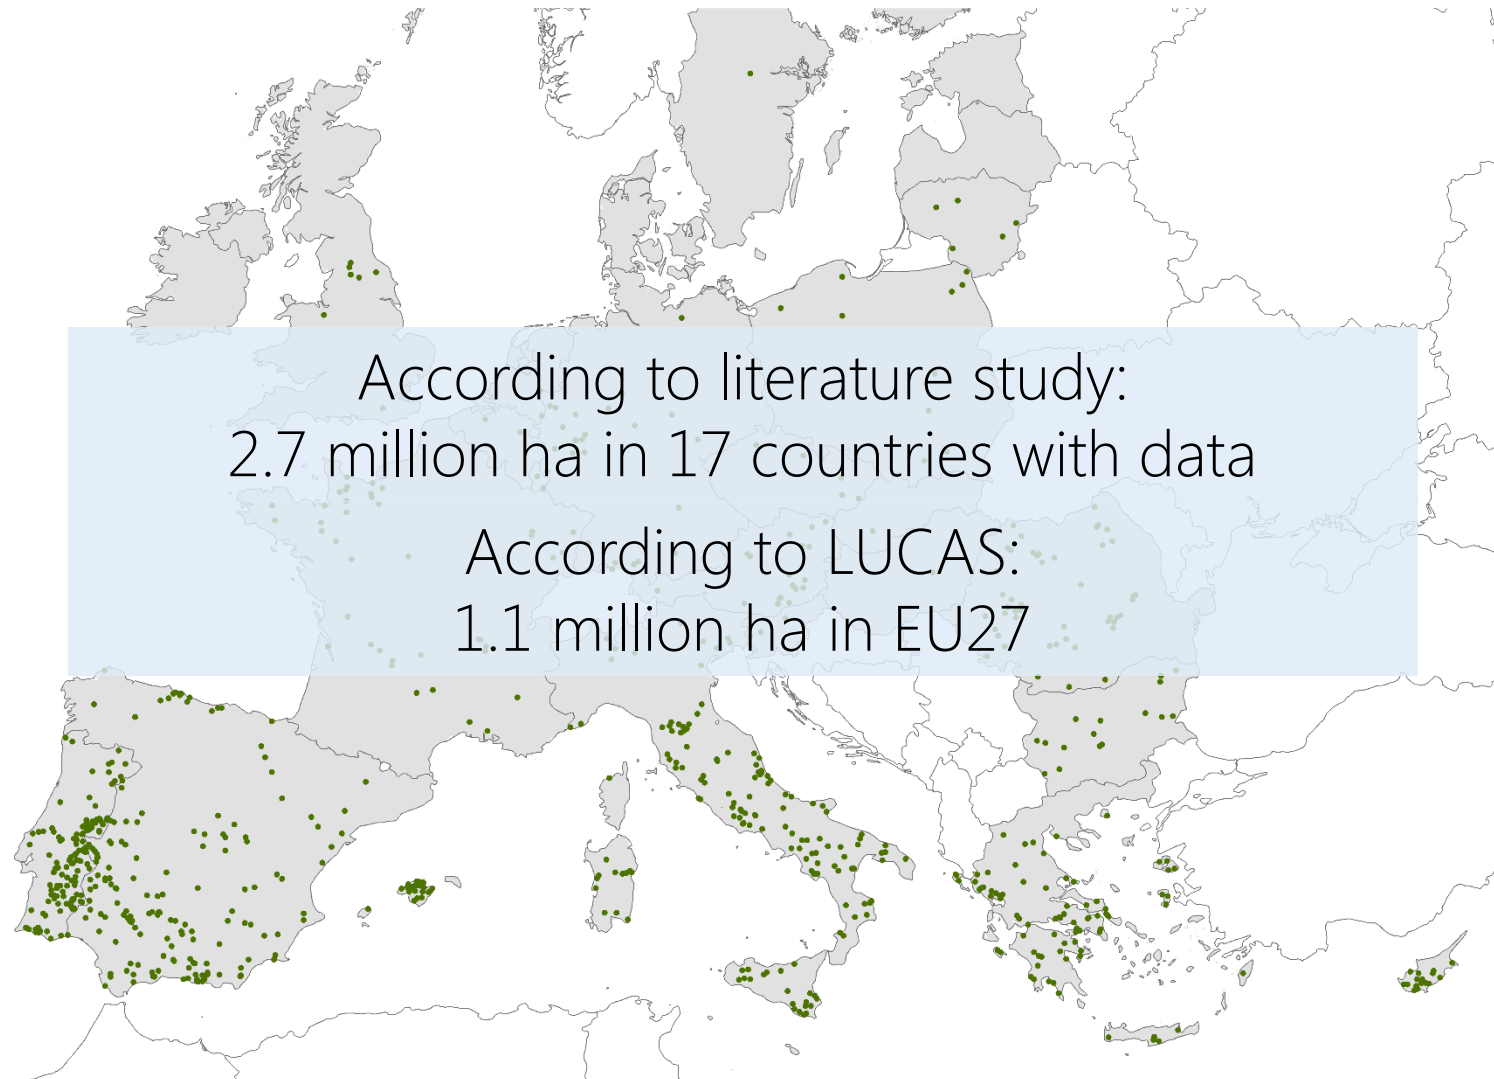 According to literature study:
2.7 million ha in 17 countries with data
According to LUCAS:
1.1 million ha in EU27